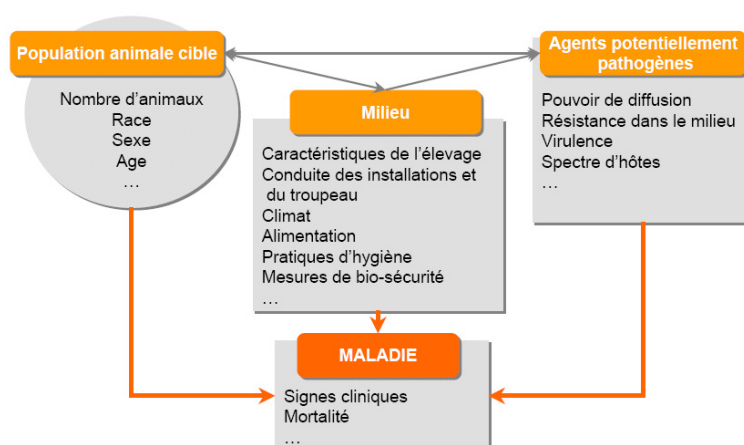 Population animale cible
Nombre d'animaux
Race
Sexe
Age
…
Milieu
Caractéristiques de l'élevage
Conduite des installations et
du troupeau
Climat
Alimentation
Pratiques d'hygiène
Mesures de bio-sécurité
…
Agents potentiellement
pathogènes
Pouvoir de diffusion
Résistance dans le milieu
Virulence
Spectre d'hôtes
…
MALADIE
Signes cliniques
Mortalité
…